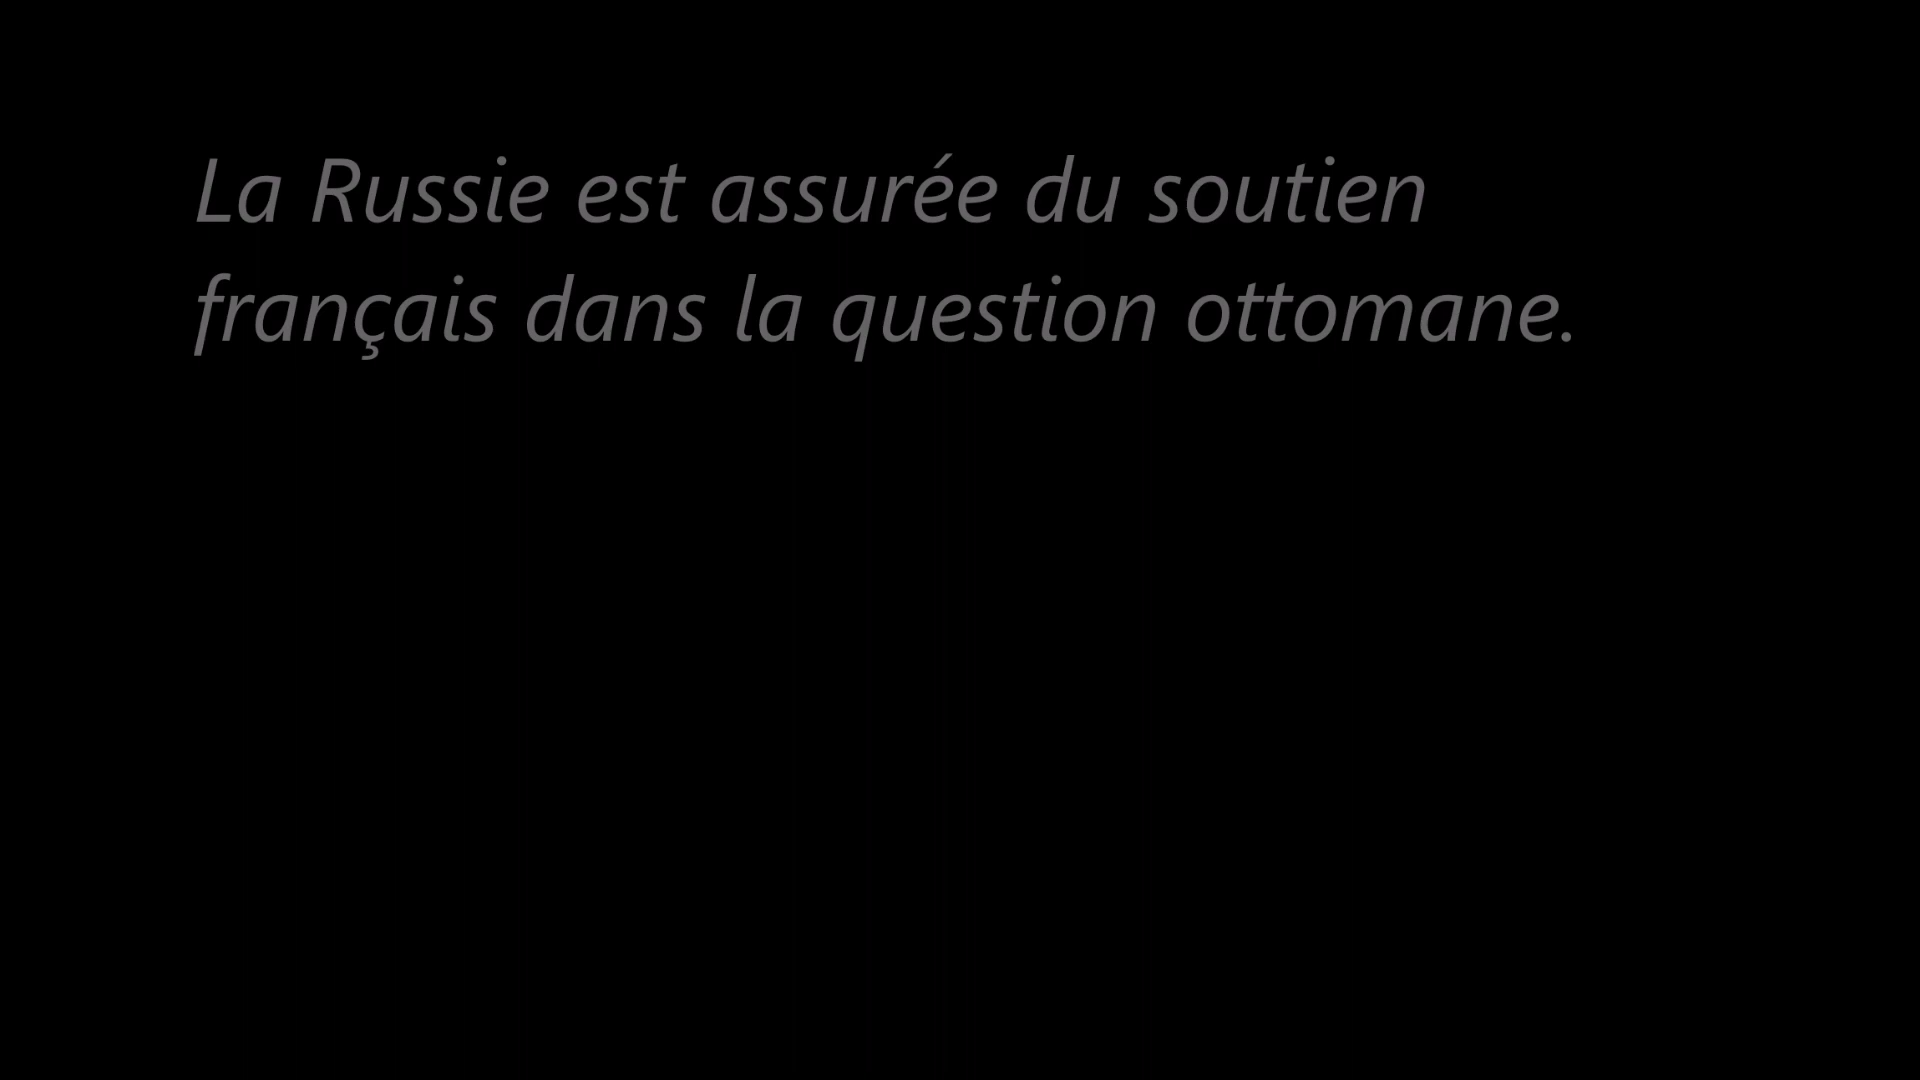 La Russie est assurée du soutien
français dans la question ottomane.